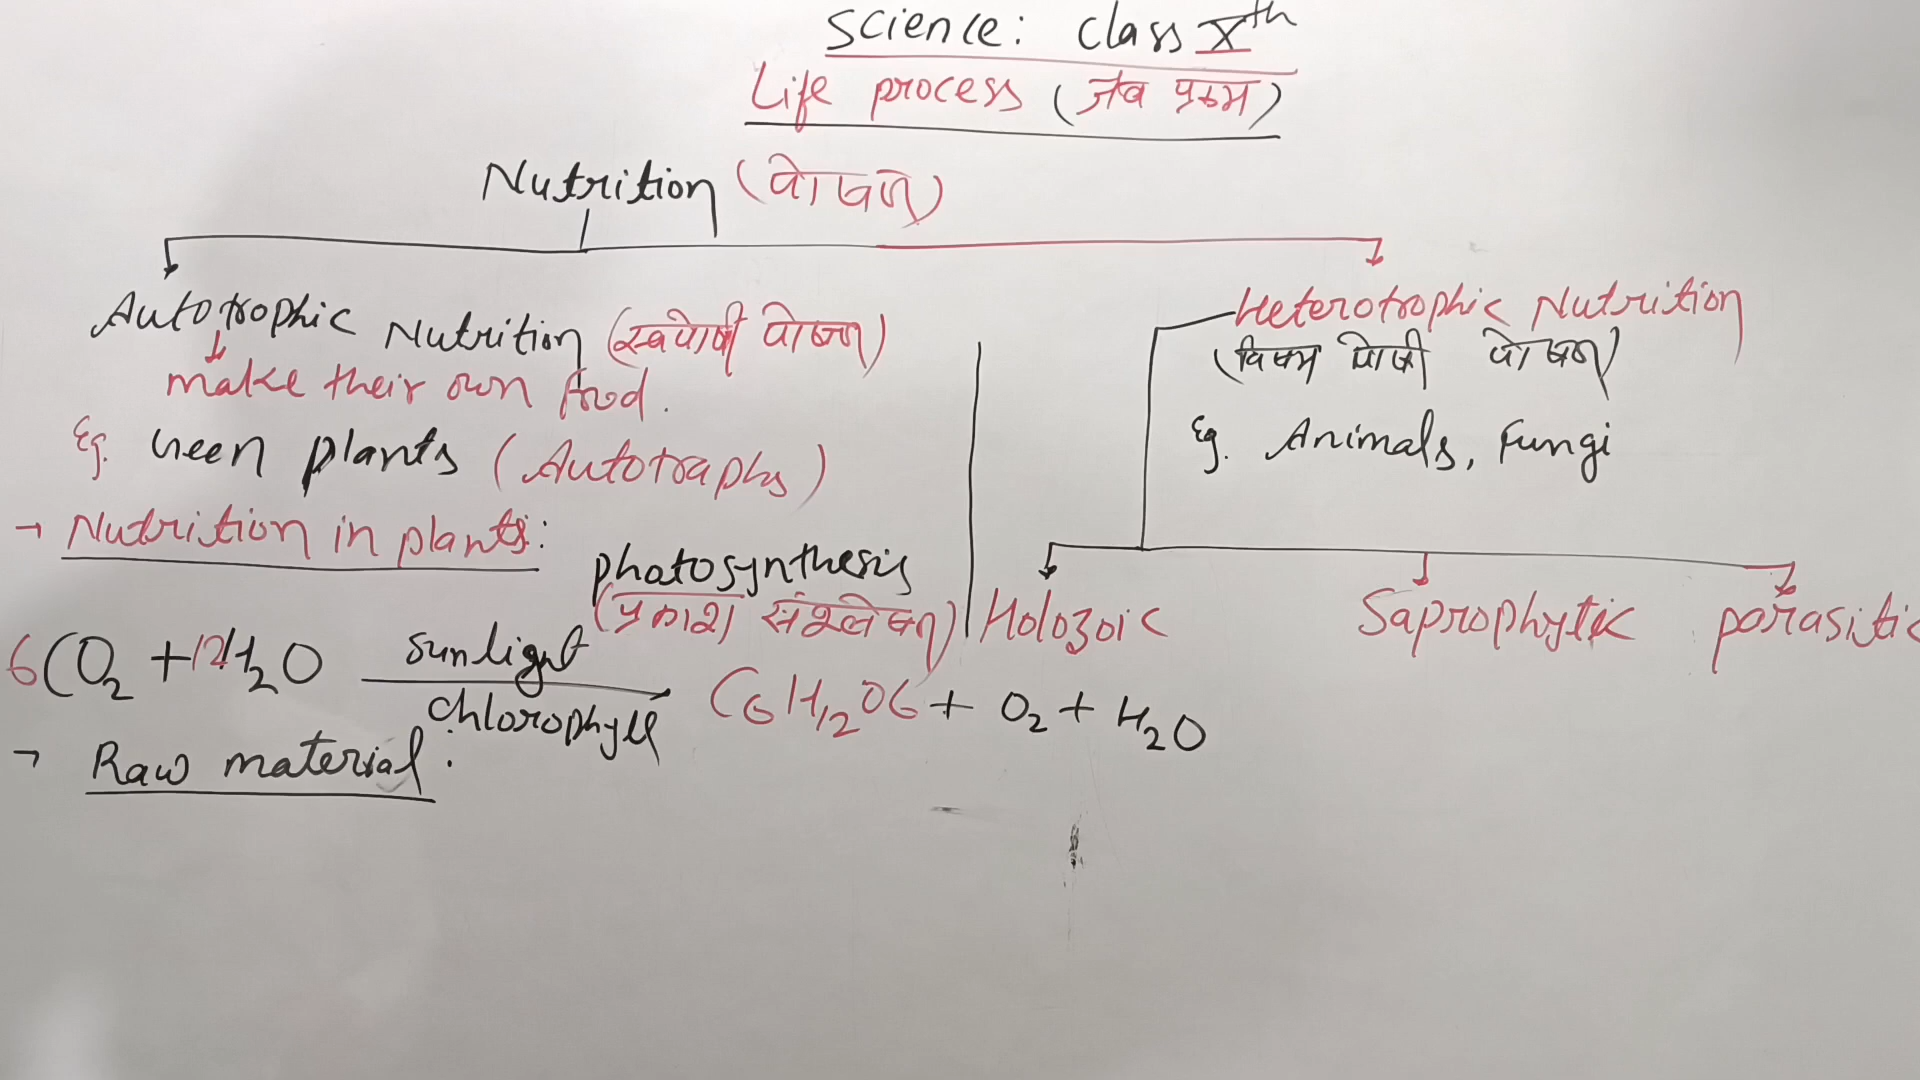 Science: Class Xth
Life process (जैव प्रक्रम)
Nutrition (पोषण)
Autotrophic Nutrition (स्वपोषी पोषण)
make their own food.
Eg. Green plants (Autotraphs)
→ Nutrition in plants:
photosynthesis
(प्रकाश संश्लेषण)
6CO2 + 12H2O sunlight chlorophyll C6H12O6 + O2 + H2O
→ Raw material:
Heterotrophic Nutrition
(विषम पोषी पोषण)
Eg. Animals, Fungi
Holozoic Saprophytic parasitic